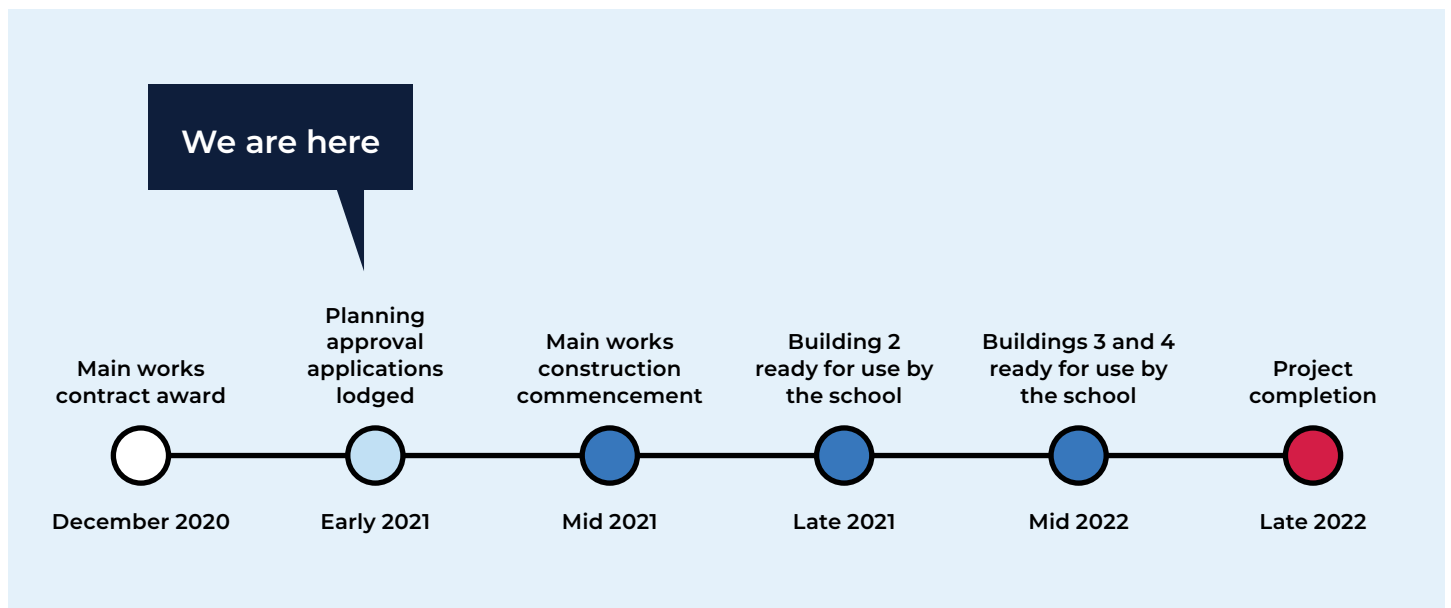 We are here
Main works
contract award
Planning
approval
applications
lodged
Main works
construction
commencement
Building 2
ready for use by
the school
Buildings 3 and 4
ready for use by
the school
Project
completion
December 2020
Early 2021
Mid 2021
Late 2021
Mid 2022
Late 2022